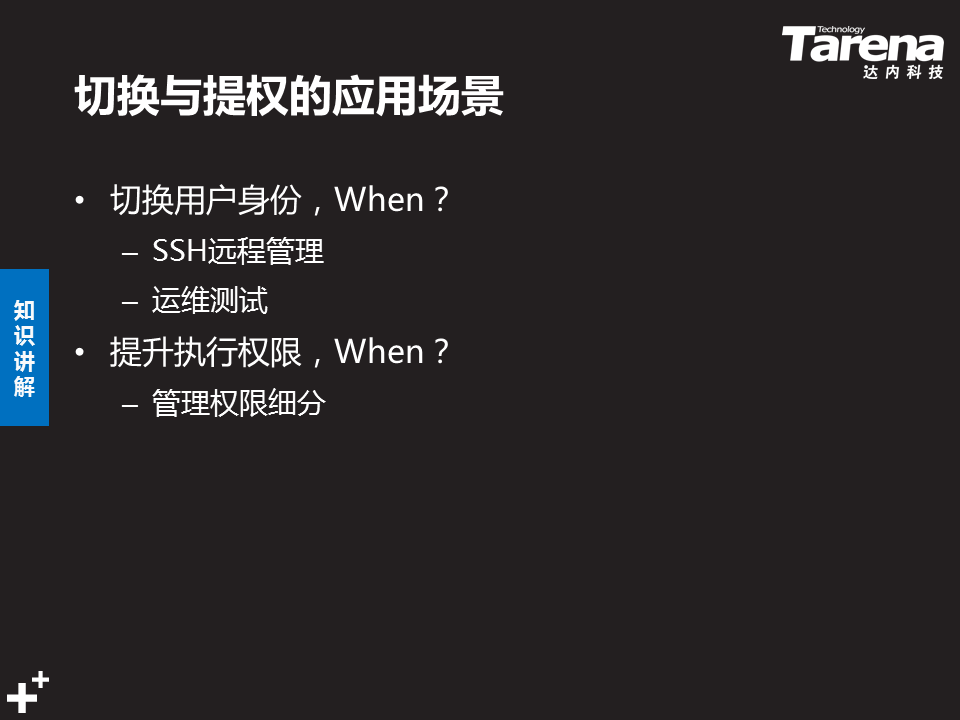 Technology
Tarena
达内科技
切换与提权的应用场景
• 切换用户身份，When？
– SSH远程管理
– 运维测试
• 提升执行权限，When？
– 管理权限细分
知
识
讲
解